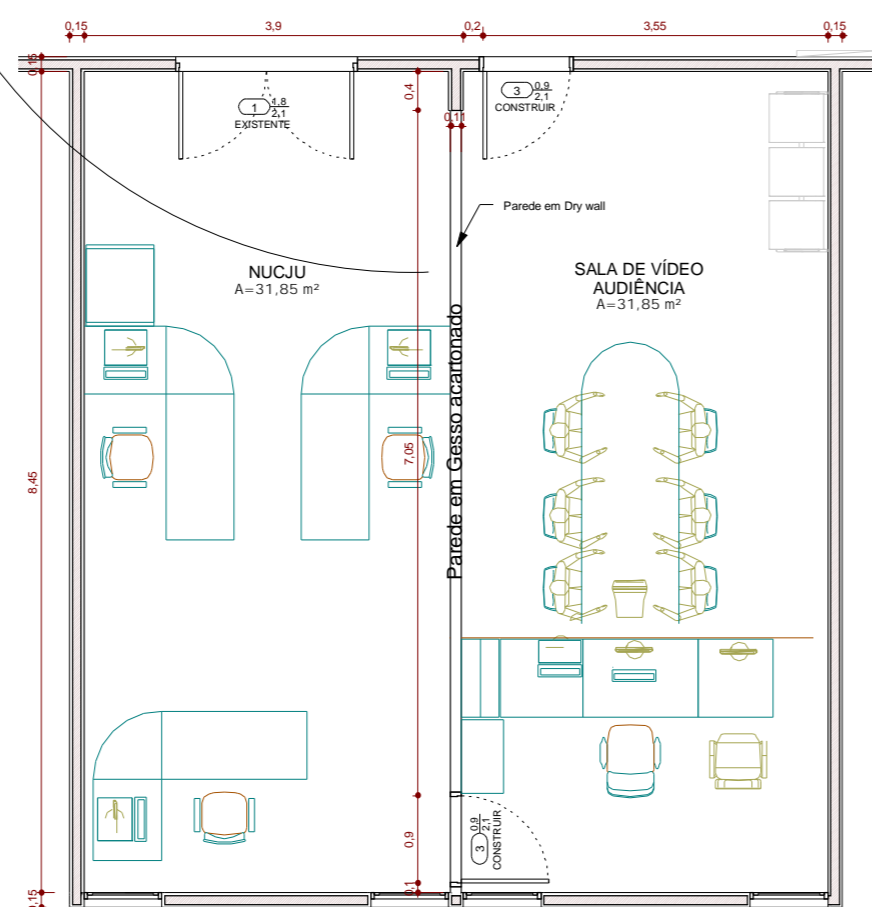 0,15
3,9
0,2
3,55
0,15
0,15
0,4
1
1,8
2,1
EXISTENTE
3
0,9
2,1
CONSTRUIR
0,11
Parede em Dry wall
NUCJU
A=31,85 m²
SALA DE VÍDEO
AUDIÊNCIA
A=31,85 m²
Parede em Gesso acartonado
7,05
8,45
0,9
3
0,9
2,1
CONSTRUIR
0,1
0,15